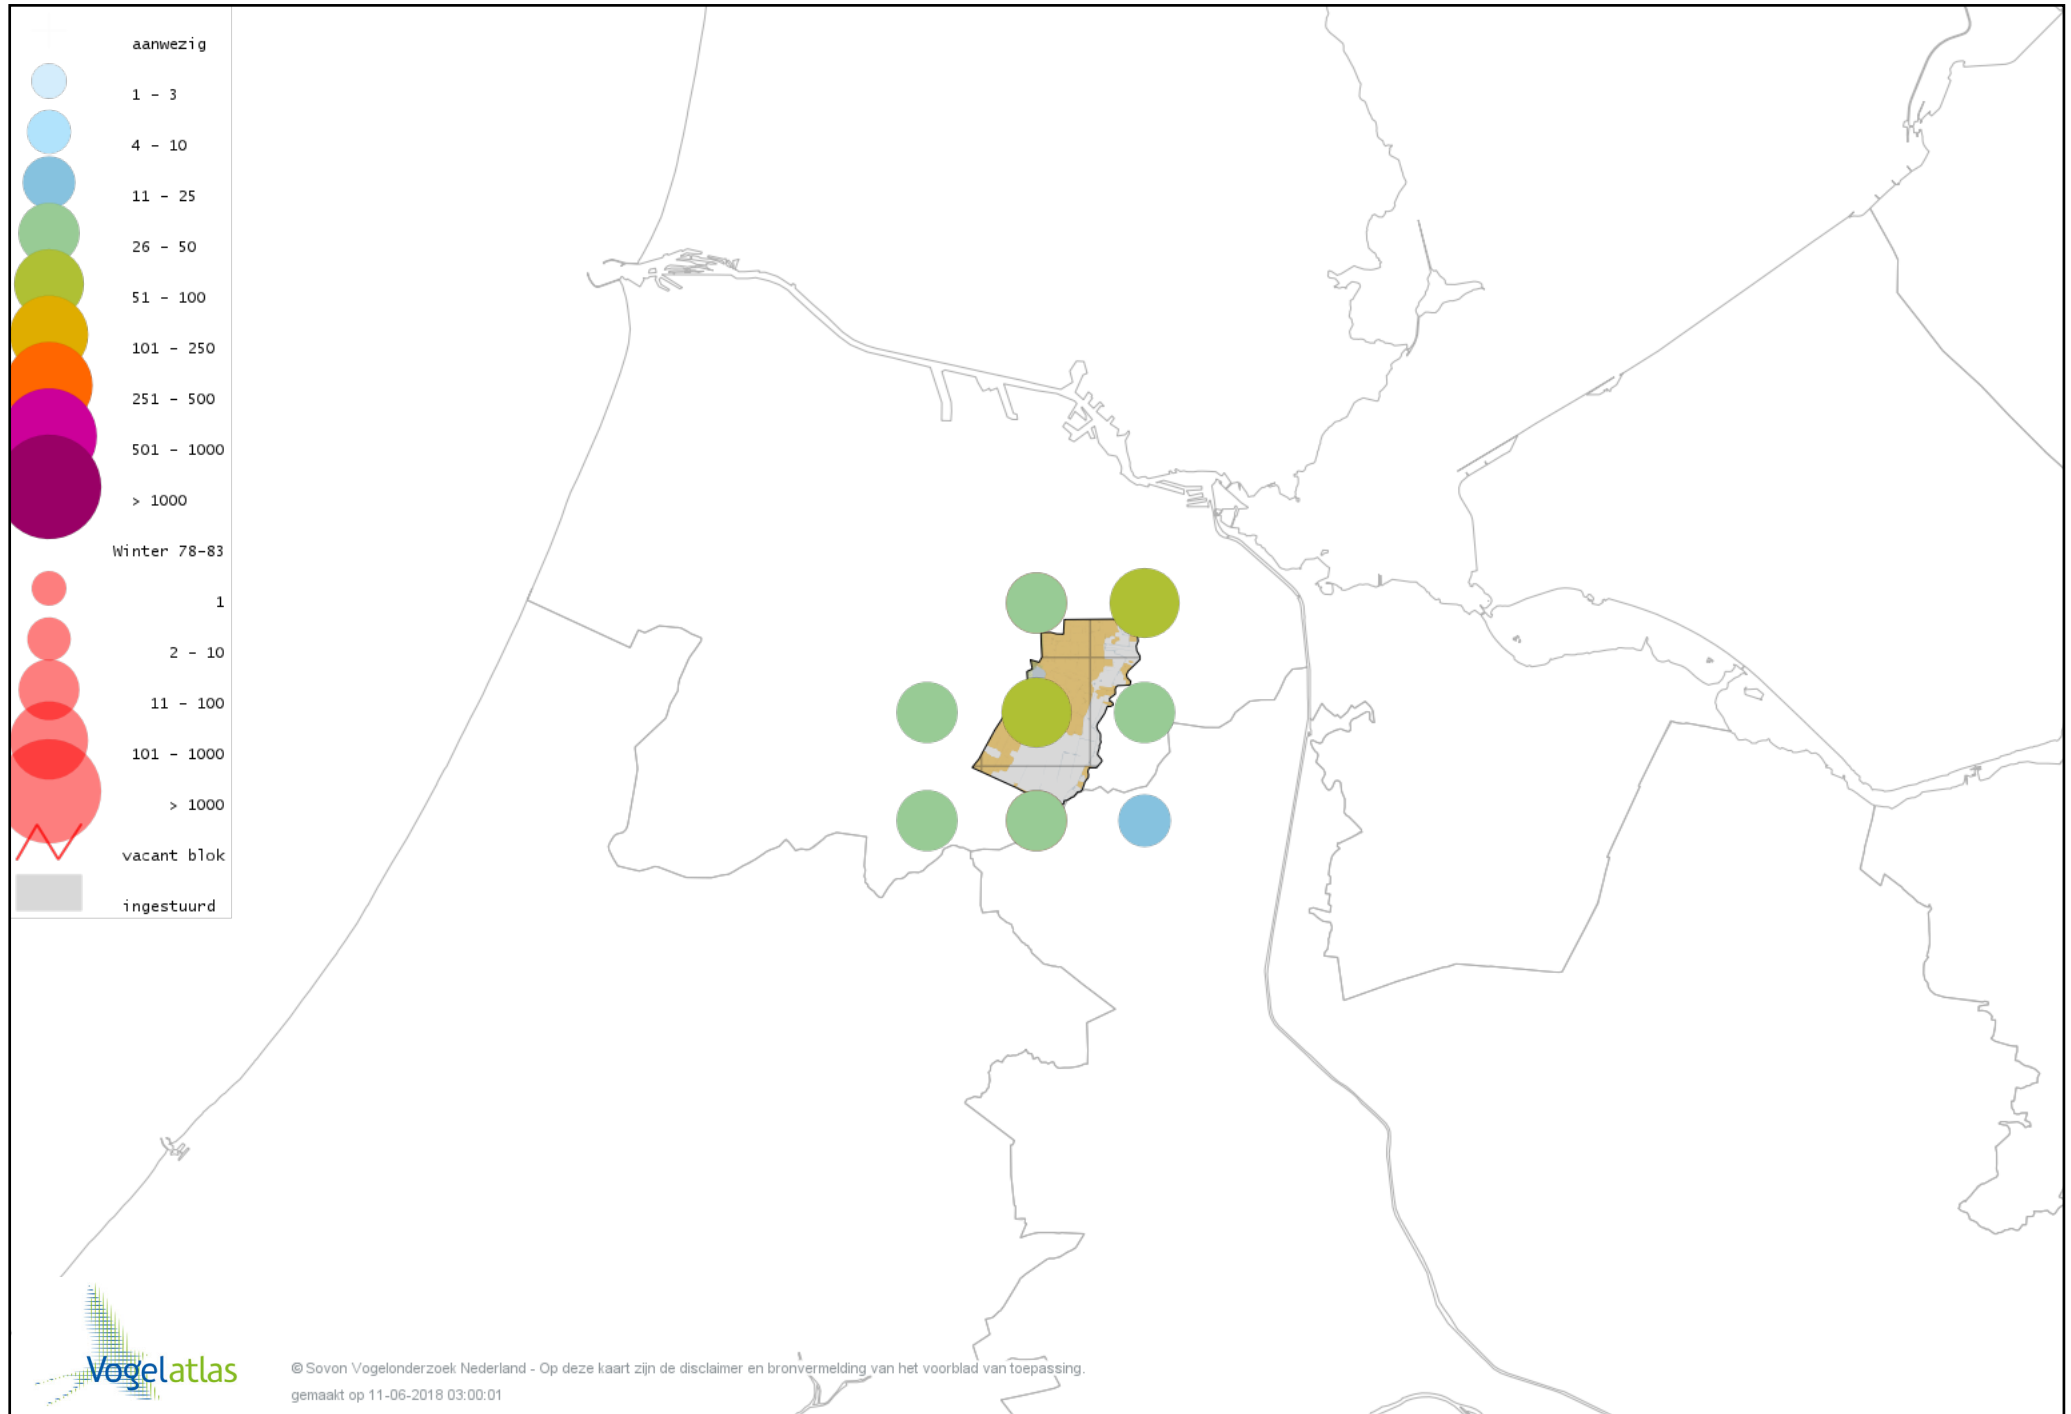 aanwezig
1 - 3
4 - 10
11 - 25
26 - 50
51 - 100
101 - 250
251 - 500
501 - 1000
> 1000
Winter 78-83
1
2 - 10
11 - 100
101 - 1000
> 1000
vacant blok
ingestuurd
Vogelatlas
© Sovon Vogelonderzoek Nederland - Op deze kaart zijn de disclaimer en bronvermelding van het voorblad van toepassing.
gemaakt op 11-06-2018 03:00:01